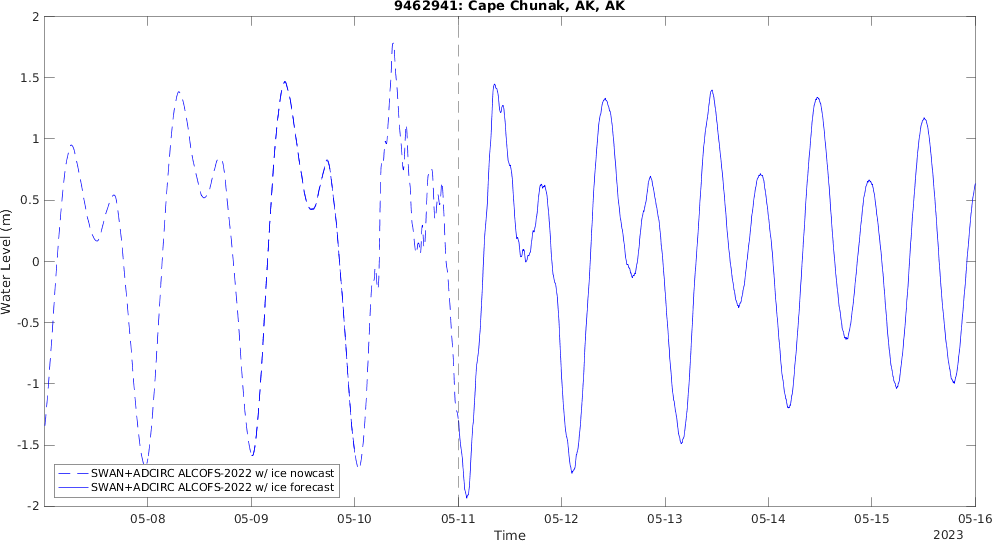 9462941: Cape Chunak, AK, AK
Water Level (m)
2
1.5
1
0.5
0
-0.5
-1
-1.5
-2
SWAN+ADCIRC ALCOFS-2022 w/ ice nowcast
SWAN+ADCIRC ALCOFS-2022 w/ ice forecast
05-08 05-09 05-10 05-11 05-12 05-13 05-14 05-15 05-16
Time
2023